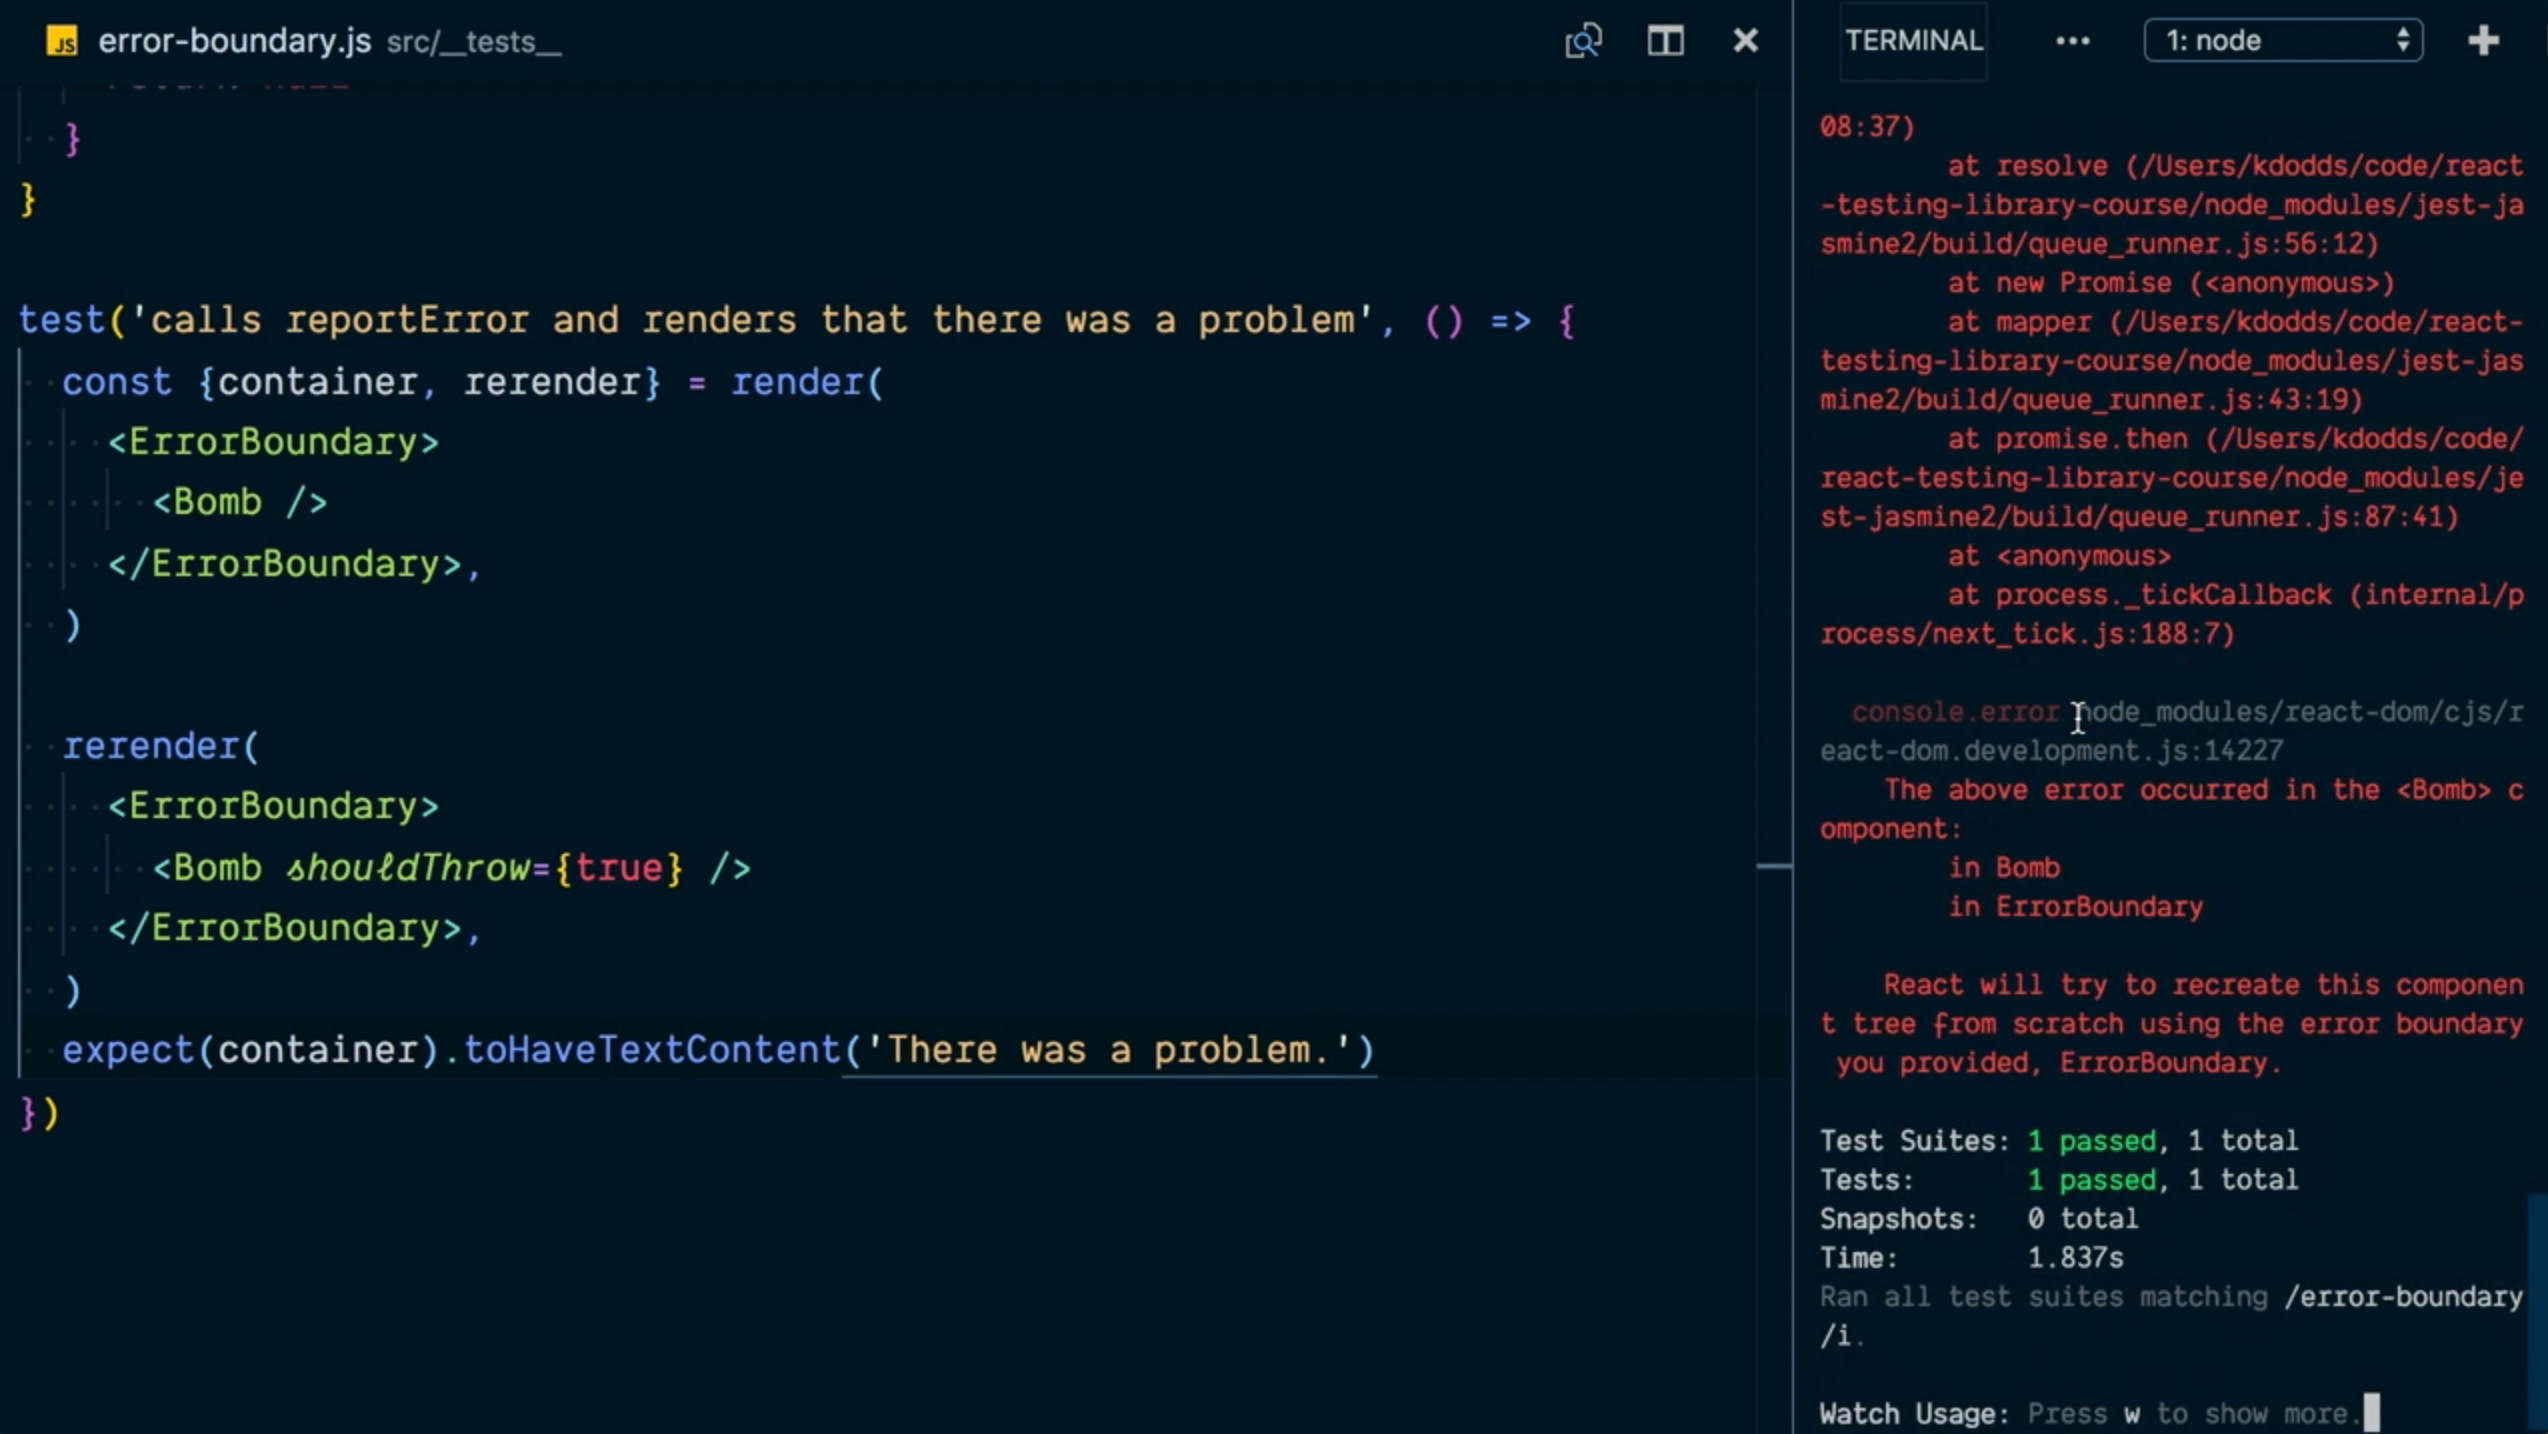 JS error-boundary.js src/__tests__
return null
}
}
test('calls reportError and renders that there was a problem', () => {
const {container, rerender} = render(
<ErrorBoundary>
<Bomb />
</ErrorBoundary>,
)
rerender(
<ErrorBoundary>
<Bomb shouldThrow={true} />
</ErrorBoundary>,
)
expect(container).toHaveTextContent('There was a problem.')
})
TERMINAL ••• 1: node
08:37)
at resolve (/Users/kdodds/code/react
-testing-library-course/node_modules/jest-ja
smine2/build/queue_runner.js:56:12)
at new Promise (<anonymous>)
at mapper (/Users/kdodds/code/react-
testing-library-course/node_modules/jest-jas
mine2/build/queue_runner.js:43:19)
at promise.then (/Users/kdodds/code/
react-testing-library-course/node_modules/je
st-jasmine2/build/queue_runner.js:87:41)
at <anonymous>
at process._tickCallback (internal/p
rocess/next_tick.js:188:7)
console.error node_modules/react-dom/cjs/r
eact-dom.development.js:14227
The above error occurred in the <Bomb> c
omponent:
in Bomb
in ErrorBoundary
React will try to recreate this componen
t tree from scratch using the error boundary
you provided, ErrorBoundary.
Test Suites: 1 passed, 1 total
Tests: 1 passed, 1 total
Snapshots: 0 total
Time: 1.837s
Ran all test suites matching /error-boundary
/i.
Watch Usage: Press w to show more.